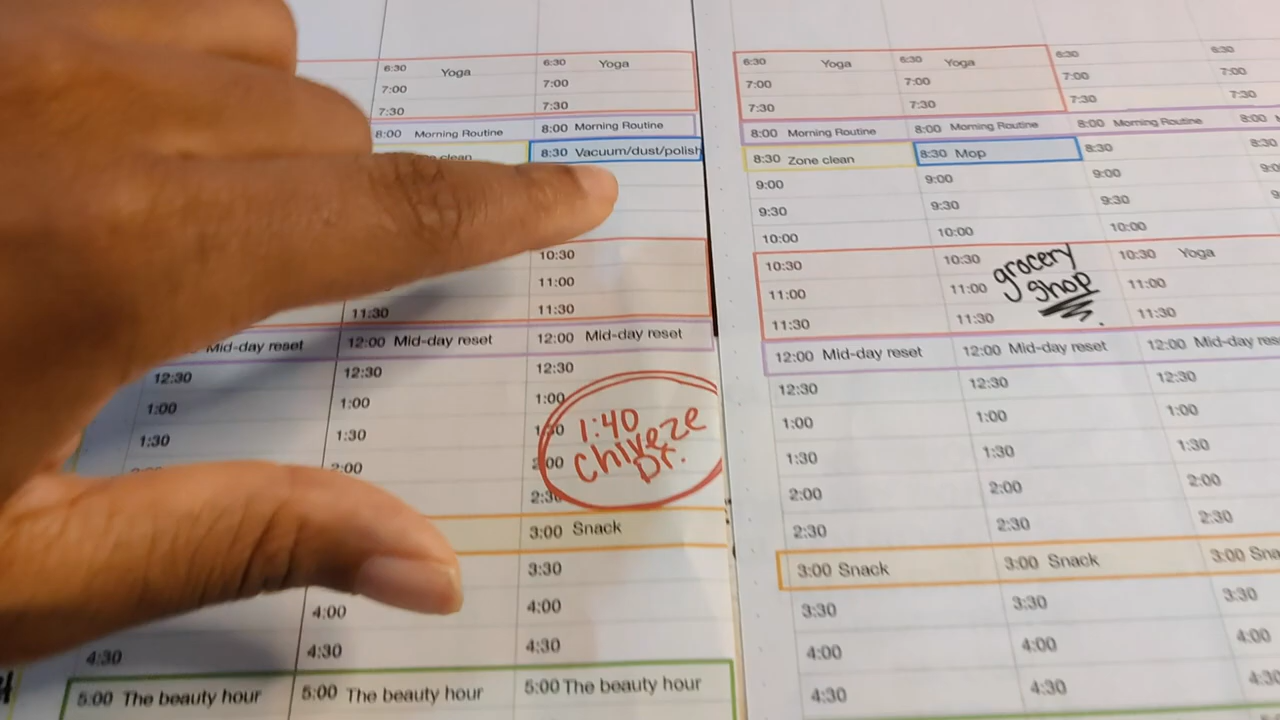 6:30 Yoga
7:00
7:30
8:00 Morning Routine
clean
11:30
12:00 Mid-day reset
12:30
1:00
1:30
2:00
4:00
4:30
5:00 The beauty hour
6:30 Yoga
7:00
7:30
8:00 Morning Routine
8:30 Vacuum/dust/polish
10:30
11:00
11:30
12:00 Mid-day reset
12:30
1:00
1:40
Chiveze
Dr.
2:30
3:00 Snack
3:30
4:00
4:30
5:00 The beauty hour
Mid-day reset
12:30
1:00
1:30
4:30
5:00 The beauty hour
6:30 Yoga
7:00
7:30
8:00 Morning Routine
8:30 Zone clean
9:00
9:30
10:00
10:30
11:00
11:30
12:00 Mid-day reset
12:30
1:00
1:30
2:00
2:30
3:00 Snack
3:30
4:00
4:30
6:30 Yoga
7:00
7:30
8:00 Morning Routine
8:30 Mop
9:00
9:30
10:00
10:30
11:00
11:30
grocery
shop
12:00 Mid-day reset
12:30
1:00
1:30
2:00
2:30
3:00 Snack
3:30
4:00
4:30
6:30
7:00
7:30
8:00 Morning Routine
8:30
9:00
9:30
10:00
10:30 Yoga
11:00
11:30
12:00 Mid-day res
12:30
1:00
1:30
2:00
2:30
3:00 Sna
3:30
4:00
4:30
6:30
7:00
7:30
8:00
8:30